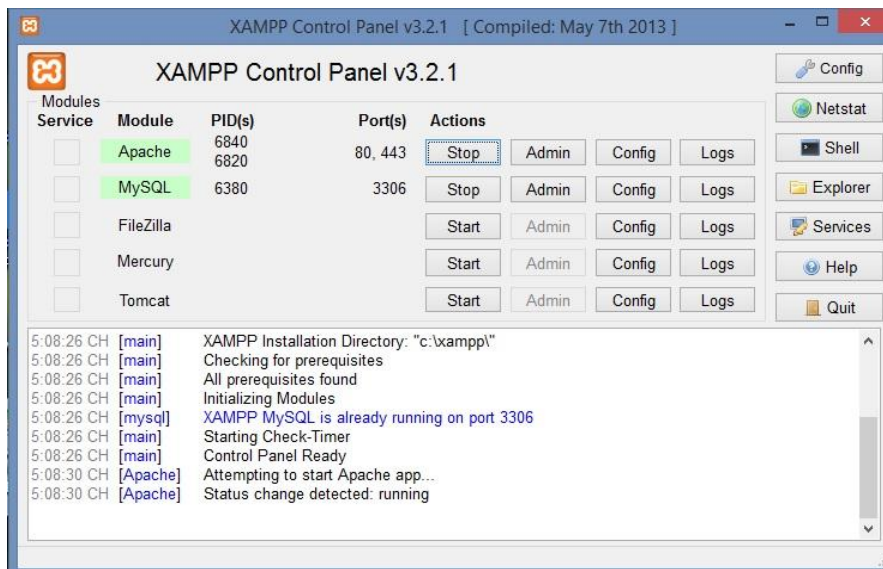 XAMPP Control Panel v3.2.1 [ Compiled: May 7th 2013 ]
XAMPP Control Panel v3.2.1
Config
Modules
Service Module PID(s) Port(s) Actions
Netstat
Apache 6840 6820 80, 443 Stop Admin Config Logs
Shell
MySQL 6380 3306 Stop Admin Config Logs
Explorer
FileZilla Start Admin Config Logs
Services
Mercury Start Admin Config Logs
Help
Tomcat Start Admin Config Logs
Quit
5:08:26 CH [main] XAMPP Installation Directory: "c:\xampp\"
5:08:26 CH [main] Checking for prerequisites
5:08:26 CH [main] All prerequisites found
5:08:26 CH [main] Initializing Modules
5:08:26 CH [mysql] XAMPP MySQL is already running on port 3306
5:08:26 CH [main] Starting Check-Timer
5:08:26 CH [main] Control Panel Ready
5:08:30 CH [Apache] Attempting to start Apache app...
5:08:30 CH [Apache] Status change detected: running